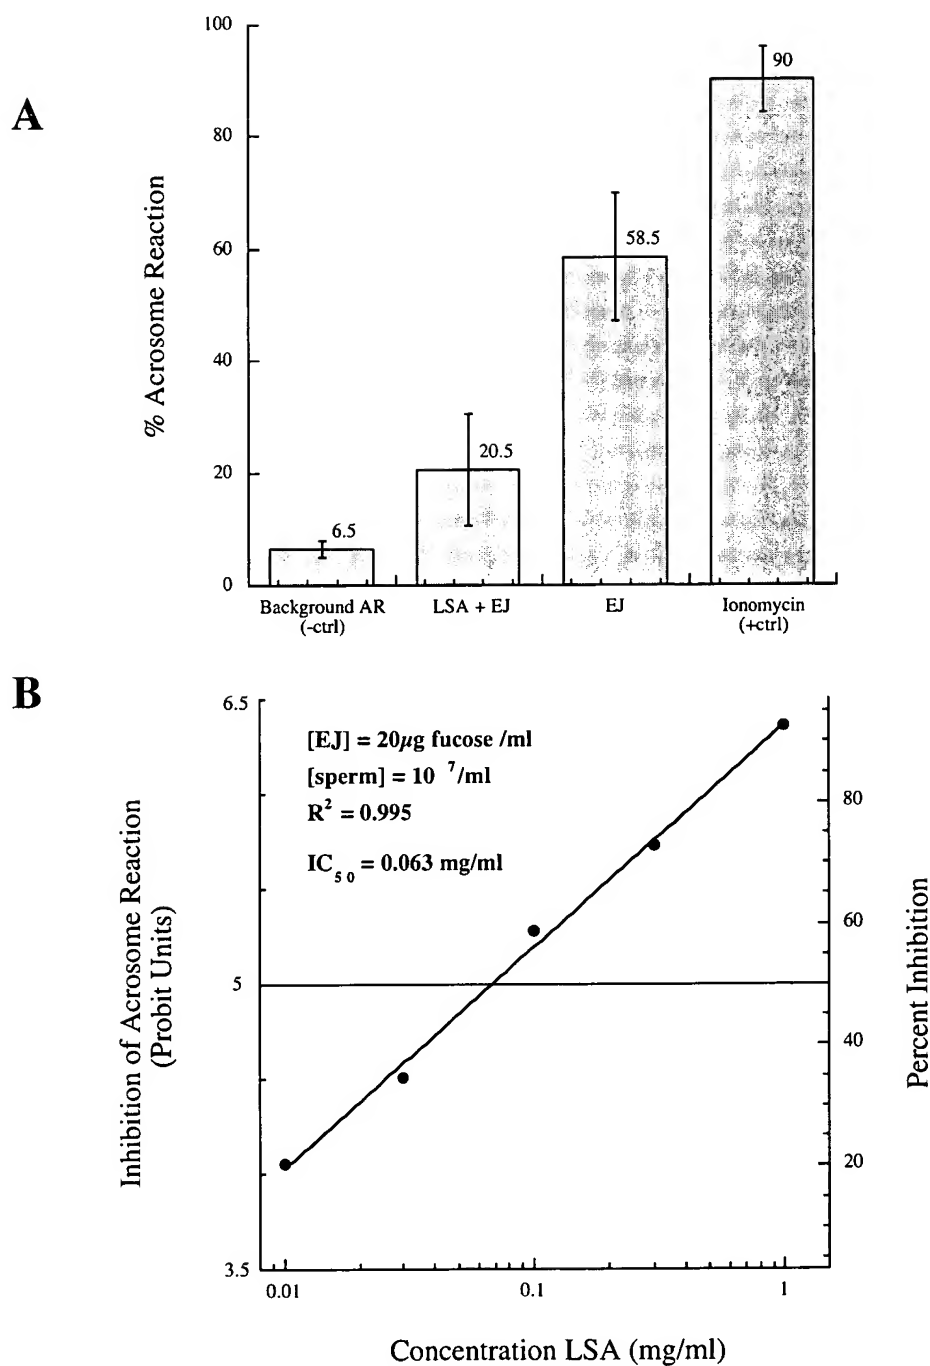 A
% Acrosome Reaction
100
80
60
40
20
0
6.5
20.5
58.5
90
Background AR
(-ctrl)
LSA + EJ
EJ
Ionomycin
(+ctrl)
B
Inhibition of Acrosome Reaction
(Probit Units)
6.5
5
3.5
[EJ] = 20µg fucose /ml
[sperm] = 10 ⁷/ml
R² = 0.995
IC₅₀ = 0.063 mg/ml
80
60
40
20
Percent Inhibition
0.01
0.1
1
Concentration LSA (mg/ml)